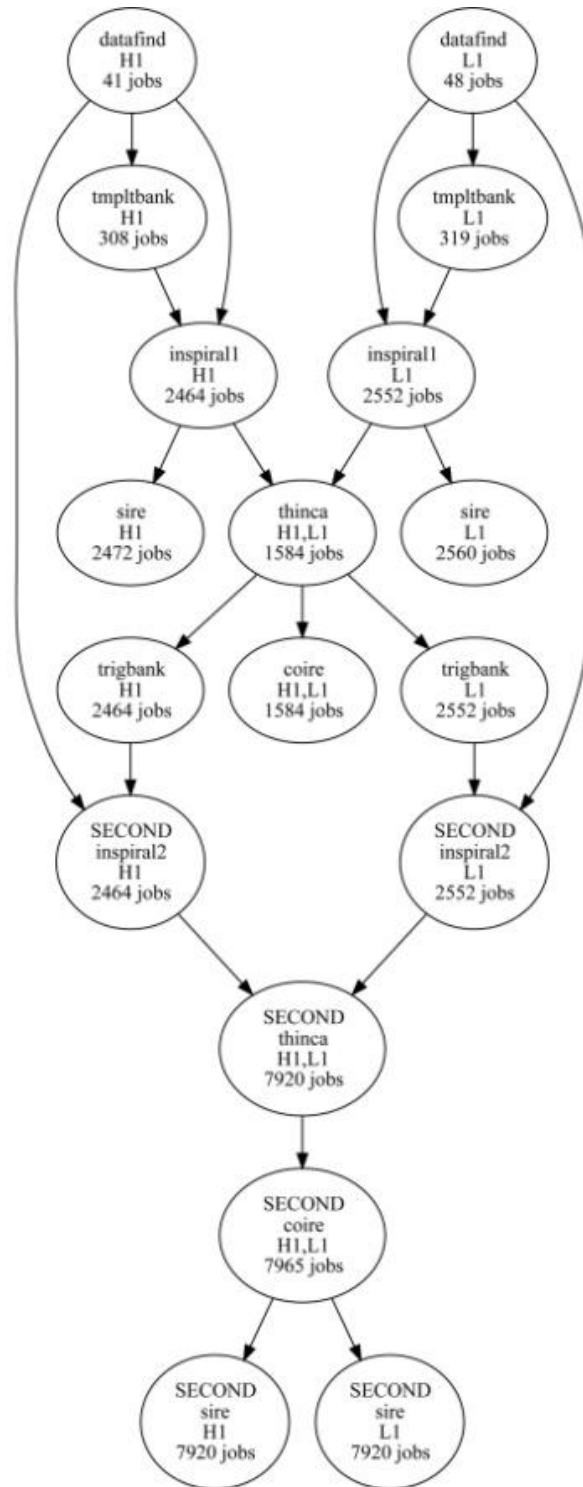 datafind
H1
41 jobs
datafind
L1
48 jobs
tmpltbank
H1
308 jobs
tmpltbank
L1
319 jobs
inspiral1
H1
2464 jobs
inspiral1
L1
2552 jobs
sire
H1
2472 jobs
thinca
H1,L1
1584 jobs
sire
L1
2560 jobs
trigbank
H1
2464 jobs
coire
H1,L1
1584 jobs
trigbank
L1
2552 jobs
SECOND
inspiral2
H1
2464 jobs
SECOND
inspiral2
L1
2552 jobs
SECOND
thinca
H1,L1
7920 jobs
SECOND
coire
H1,L1
7965 jobs
SECOND
sire
H1
7920 jobs
SECOND
sire
L1
7920 jobs